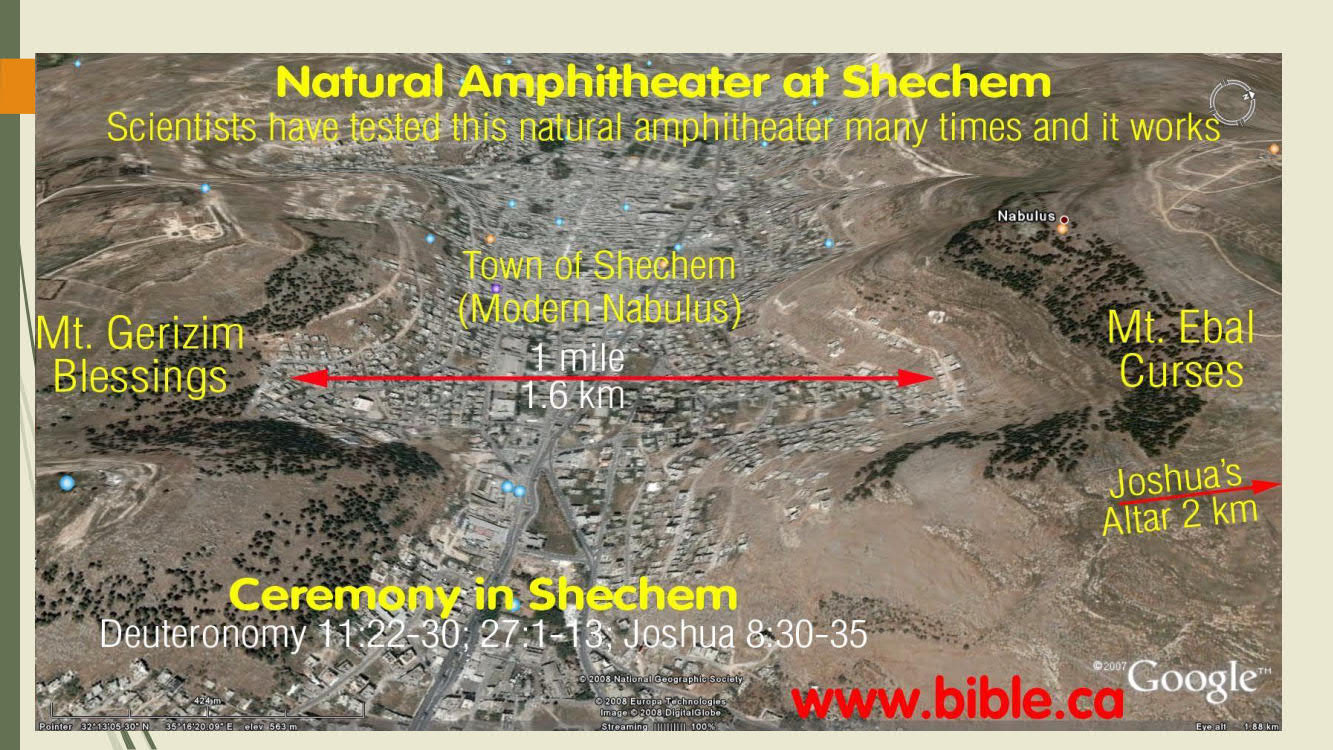 Natural Amphitheater at Shechem
Scientists have tested this natural amphitheater many times and it works
Nabulus
Town of Shechem
(Modern Nabulus)
Mt. Gerizim
Blessings
1 mile
1.6 km
Mt. Ebal
Curses
Joshua's
Altar 2 km
Ceremony in Shechem
Deuteronomy 11:22-30; 27:1-13; Joshua 8:30-35
©2007 Google™
© 2008 National Geographic Society
www.bible.ca
424 m
© 2008 Europa Technologies
Image © 2008 DigitalGlobe
Pointer 32°13'05.30" N 35°16'20.09" E elev 563 m
Streaming |||||||||| 100%
Eye alt 1.88 km